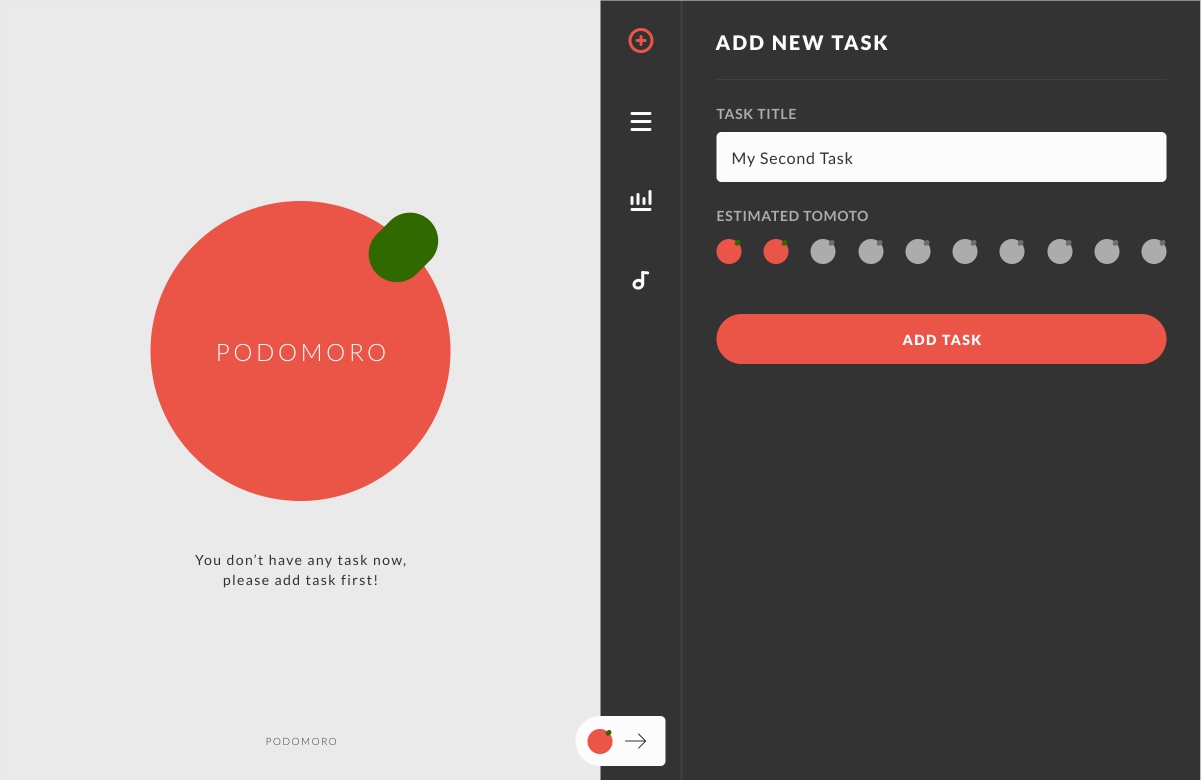 PODOMORO
You don’t have any task now,
please add task first!
PODOMORO
ADD NEW TASK
TASK TITLE
My Second Task
ESTIMATED TOMOTO
ADD TASK